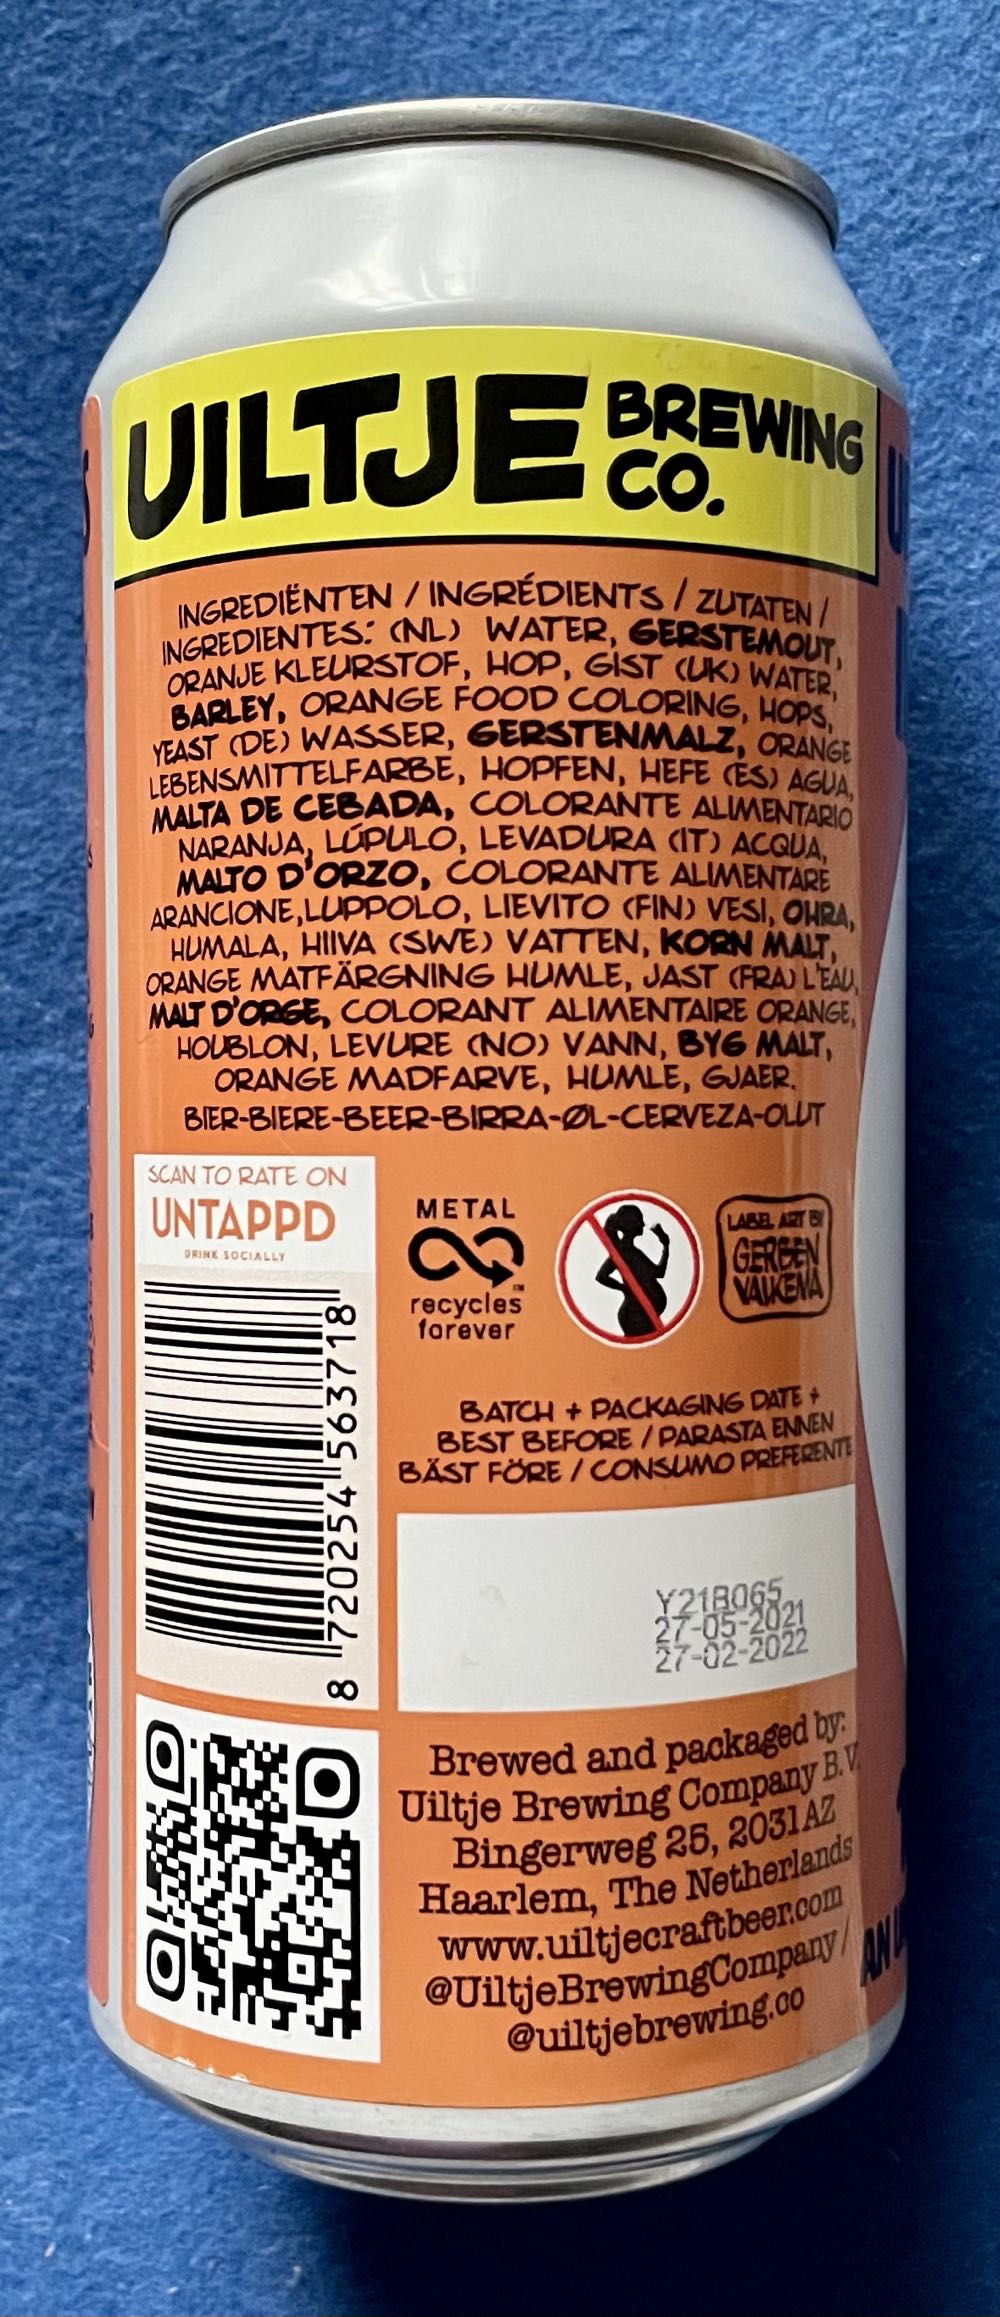 UILTJE BREWING CO.
INGREDIËNTEN / INGRÉDIENTS / ZUTATEN /
INGREDIENTES: (NL) WATER, GERSTEMOUT,
ORANJE KLEURSTOF, HOP, GIST (UK) WATER,
BARLEY, ORANGE FOOD COLORING, HOPS,
YEAST (DE) WASSER, GERSTENMALZ, ORANGE
LEBENSMITTELFARBE, HOPFEN, HEFE (ES) AGUA,
MALTA DE CEBADA, COLORANTE ALIMENTARIO
NARANJA, LÚPULO, LEVADURA (IT) ACQUA,
MALTO D'ORZO, COLORANTE ALIMENTARE
ARANCIONE,LUPPOLO, LIEVITO (FIN) VESI, OHRA,
HUMALA, HIIVA (SWE) VATTEN, KORN MALT,
ORANGE MATFÄRGNING HUMLE, JAST (FRA) L'EAU,
MALT D'ORGE, COLORANT ALIMENTAIRE ORANGE,
HOUBLON, LEVURE (NO) VANN, BYG MALT,
ORANGE MADFARVE, HUMLE, GJAER.
BIER-BIERE-BEER-BIRRA-ØL-CERVEZA-OLUT
SCAN TO RATE ON
UNTAPPD
DRINK SOCIALLY
8 720254 563718
METAL
recycles
forever
LABEL ART BY
GERBEN
VALKEMA
BATCH + PACKAGING DATE +
BEST BEFORE / PARASTA ENNEN
BÄST FÖRE / CONSUMO PREFERENTE
Y21B065
27-05-2021
27-02-2022
Brewed and packaged by:
Uiltje Brewing Company B.V.
Bingerweg 25, 2031AZ
Haarlem, The Netherlands
www.uiltjecraftbeer.com
@UiltjeBrewingCompany/
@uiltjebrewing.co